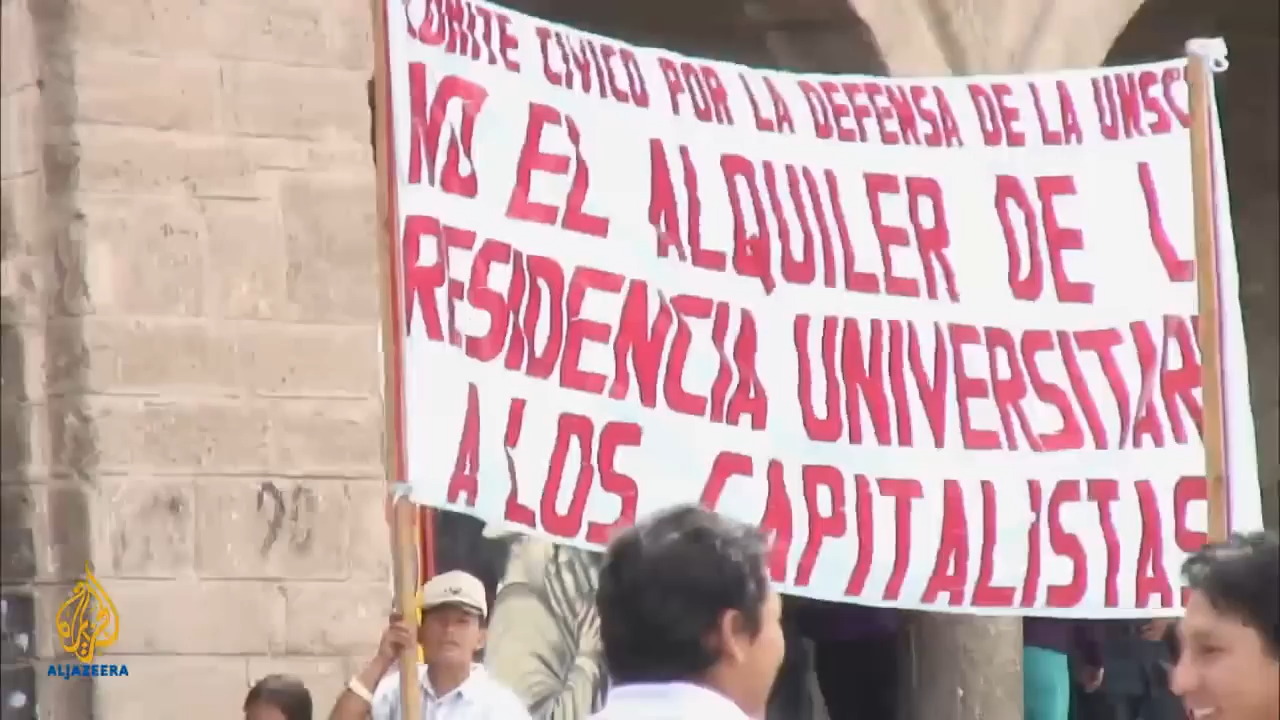 COMITE CIVICO POR LA DEFENSA DE LA UNSC
NO EL ALQUILER DE L
RESIDENCIA UNIVERSITAR
A LOS CAPITALISTAS
ALJAZEERA